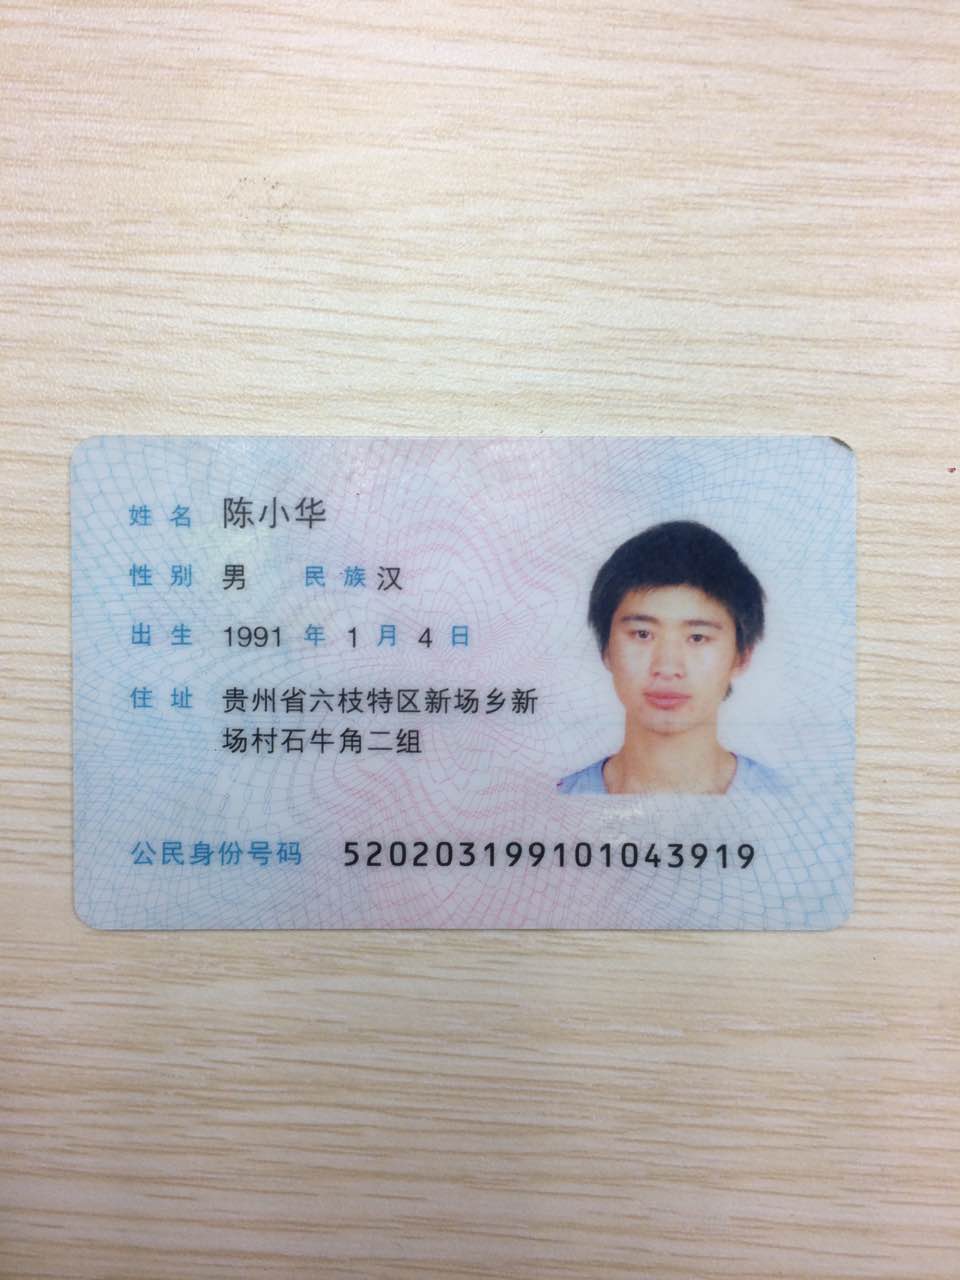 姓名 陈小华
性别 男 民族 汉
出生 1991 年 1 月 4 日
住址 贵州省六枝特区新场乡新
场村石牛角二组
公民身份号码 520203199101043919